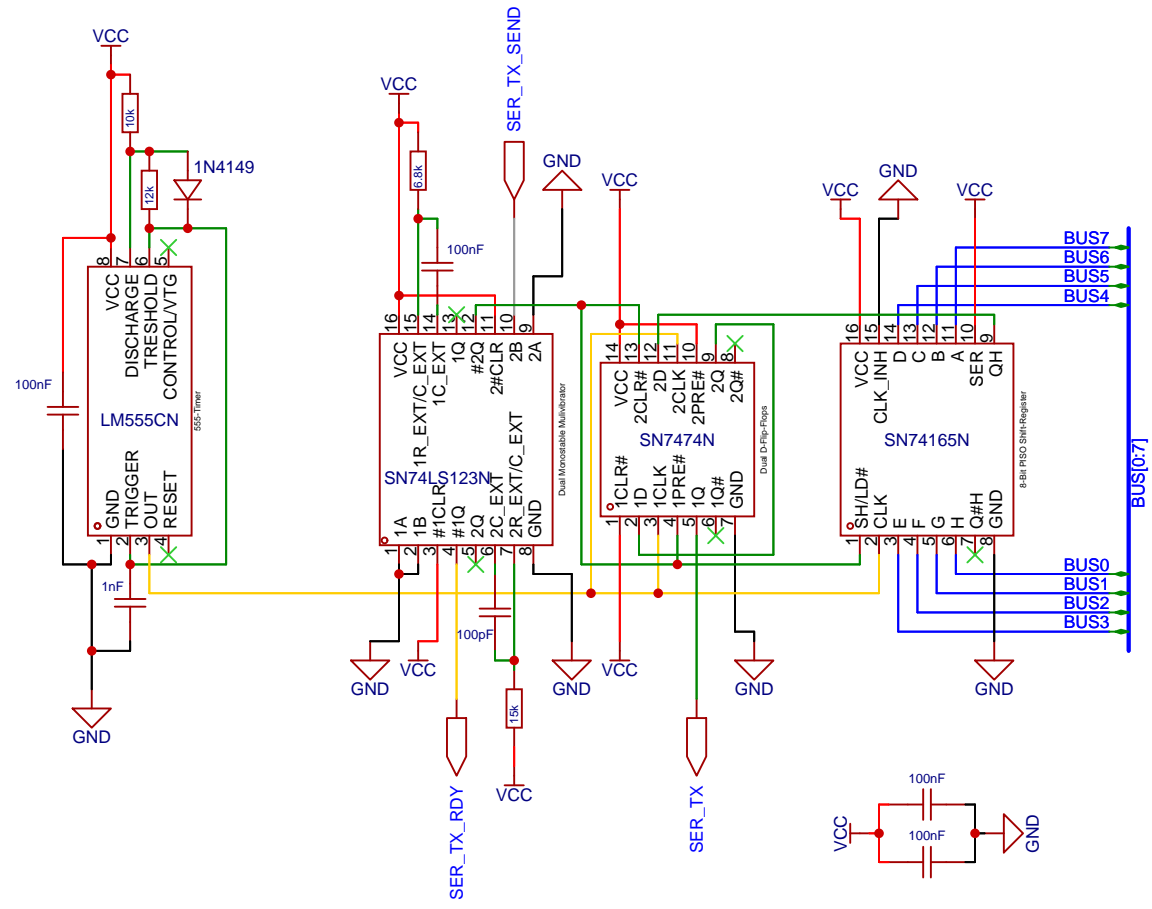 VCC
10k
1N4149
12k
8
7
6
5
VCC
DISCHARGE
TRESHOLD
CONTROL/VTG
100nF
LM555CN
555-Timer
GND
TRIGGER
OUT
RESET
1
2
3
4
1nF
GND
VCC
6.8k
100nF
SER_TX_SEND
GND
16
15
14
13
12
11
10
9
VCC
1R_EXT/C_EXT
1C_EXT
1Q
#2Q
2#CLR
2B
2A
SN74LS123N
Dual Monostable Mulivibrator
1A
1B
#1CLR
#1Q
2Q
2C_EXT
2R_EXT/C_EXT
GND
1
2
3
4
5
6
7
8
100pF
GND
VCC
GND
15k
VCC
SER_TX_RDY
VCC
14
13
12
11
10
9
8
VCC
2CLR#
2D
2CLK
2PRE#
2Q
2Q#
SN7474N
Dual D-Flip-Flops
1CLR#
1D
1CLK
1PRE#
1Q
1Q#
GND
1
2
3
4
5
6
7
VCC
GND
SER_TX
VCC
GND
VCC
16
15
14
13
12
11
10
9
VCC
CLK_INH
D
C
B
A
SER
QH
SN74165N
8-Bit PISO Shift-Register
SH/LD#
CLK
E
F
G
H
Q#H
GND
1
2
3
4
5
6
7
8
GND
BUS7
BUS6
BUS5
BUS4
BUS[0:7]
BUS0
BUS1
BUS2
BUS3
100nF
VCC
100nF
GND